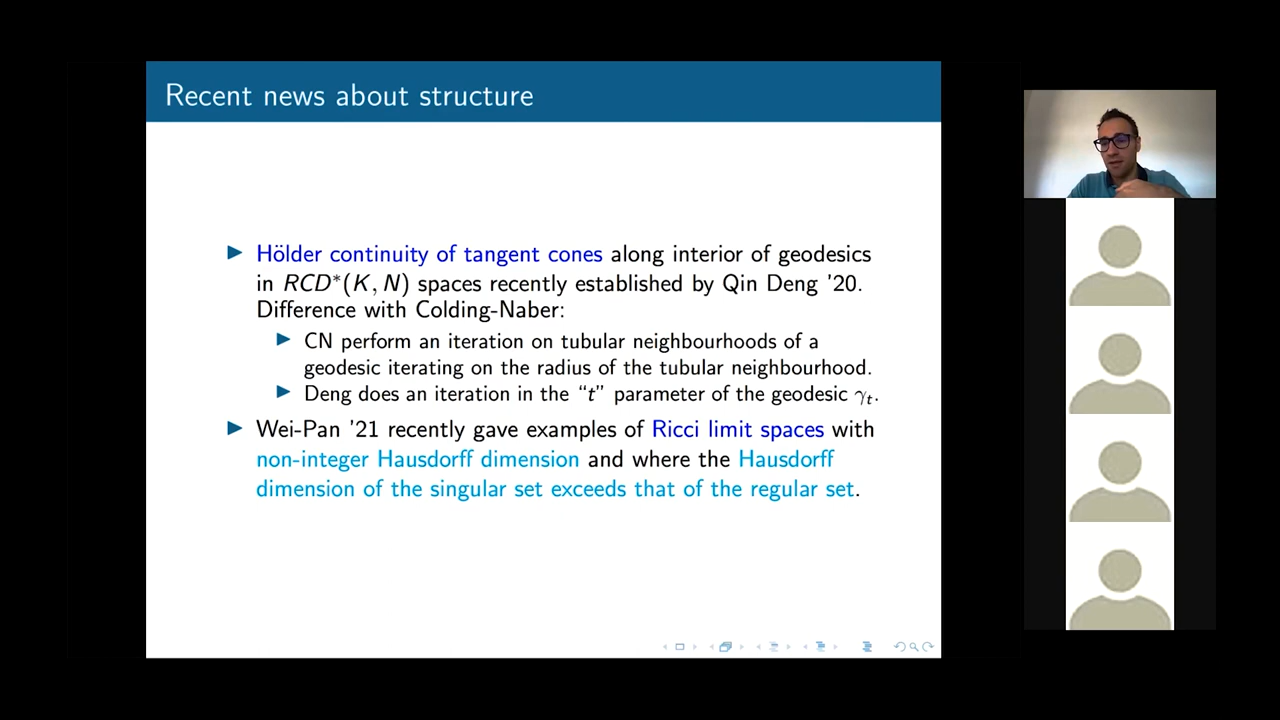 Recent news about structure
▶ Hölder continuity of tangent cones along interior of geodesics
in RCD*(K, N) spaces recently established by Qin Deng '20.
Difference with Colding-Naber:
▶ CN perform an iteration on tubular neighbourhoods of a
geodesic iterating on the radius of the tubular neighbourhood.
▶ Deng does an iteration in the “t” parameter of the geodesic γₜ.
▶ Wei-Pan '21 recently gave examples of Ricci limit spaces with
non-integer Hausdorff dimension and where the Hausdorff
dimension of the singular set exceeds that of the regular set.